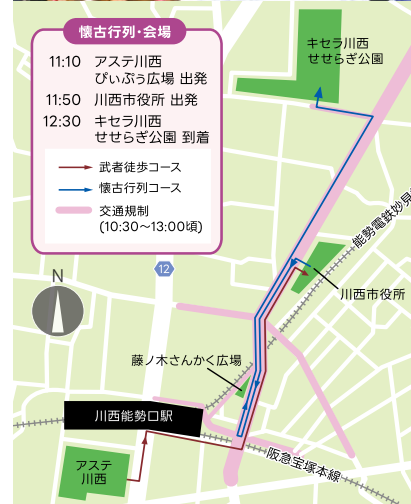 懐古行列・会場
11:10 アステ川西
ぴぃぷぅ広場 出発
11:50 川西市役所 出発
12:30 キセラ川西
せせらぎ公園 到着
武者徒歩コース
懐古行列コース
交通規制
(10:30～13:00頃)
キセラ川西
せせらぎ公園
能勢電鉄妙見
12
川西市役所
N
藤ノ木さんかく広場
川西能勢口駅
阪急宝塚本線
アステ
川西